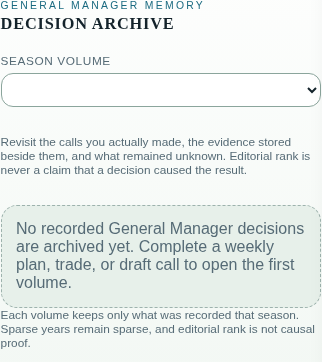 GENERAL MANAGER MEMORY
DECISION ARCHIVE
SEASON VOLUME
Revisit the calls you actually made, the evidence stored
beside them, and what remained unknown. Editorial rank is
never a claim that a decision caused the result.
No recorded General Manager decisions
are archived yet. Complete a weekly
plan, trade, or draft call to open the first
volume.
Each volume keeps only what was recorded that season.
Sparse years remain sparse, and editorial rank is not causal
proof.